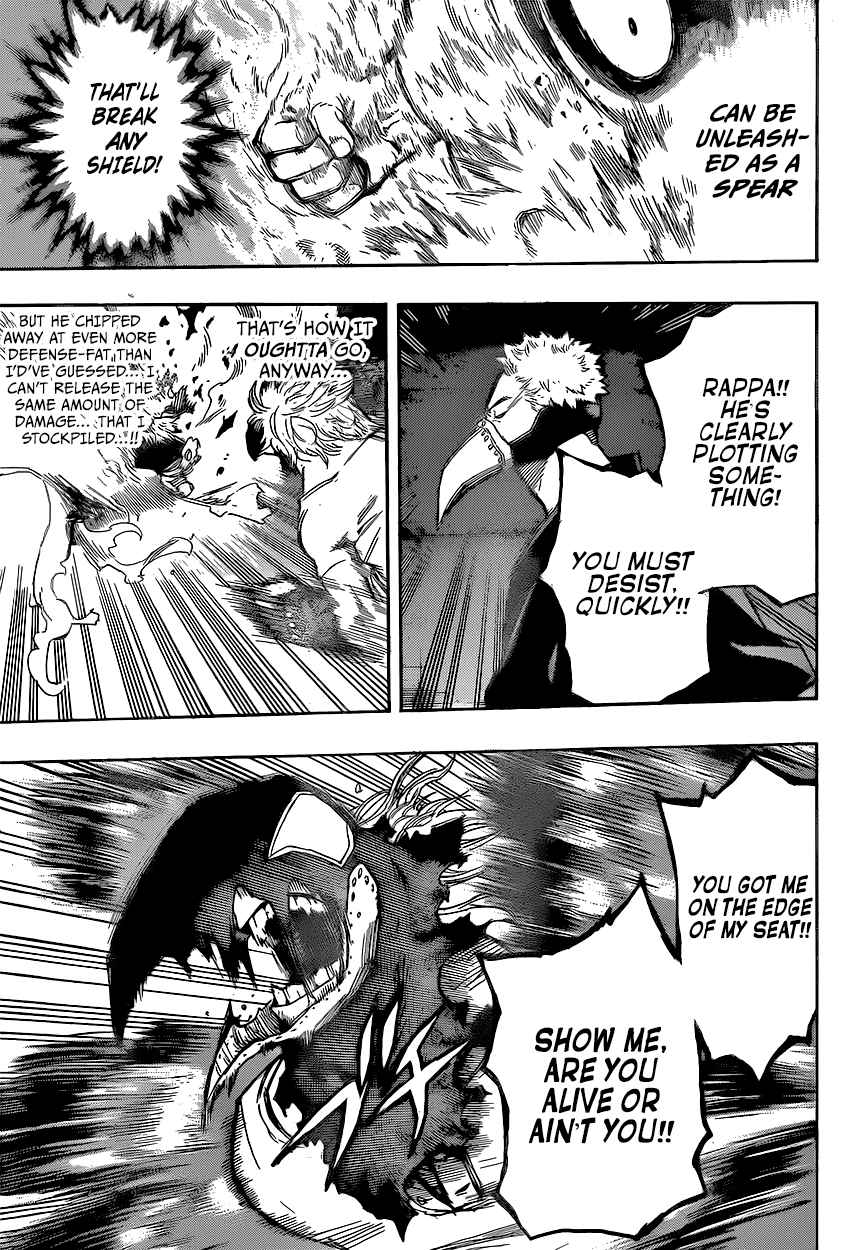 CAN BE
UNLEASH-
ED AS A
SPEAR
THAT'LL
BREAK
ANY
SHIELD!
RAPPA!!
HE'S
CLEARLY
PLOTTING
SOME-
THING!
YOU MUST
DESIST,
QUICKLY!!
THAT'S HOW IT
OUGHTTA GO,
ANYWAY...
BUT HE CHIPPED
AWAY AT EVEN MORE
DEFENSE-FAT THAN
I'D'VE GUESSED... I
CAN'T RELEASE THE
SAME AMOUNT OF
DAMAGE... THAT I
STOCKPILED...!!
YOU GOT ME
ON THE EDGE
OF MY SEAT!!
SHOW ME,
ARE YOU
ALIVE OR
AIN'T YOU!!